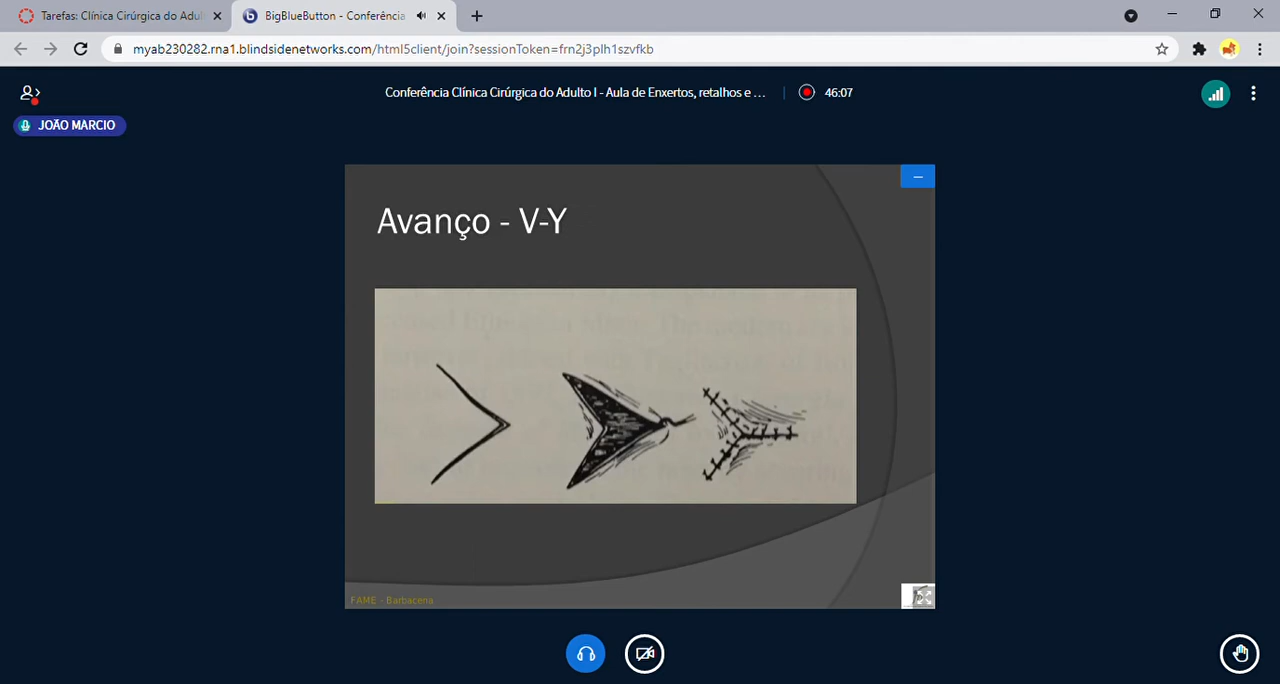 Tarefas: Clínica Cirúrgica do Adul
BigBlueButton - Conferência
myab230282.rna1.blindsidenetworks.com/html5client/join?sessionToken=frn2j3plh1szvfkb
Conferência Clínica Cirúrgica do Adulto I - Aula de Enxertos, retalhos e ...
46:07
JOÃO MARCIO
Avanço - V-Y
FAME - Barbacena